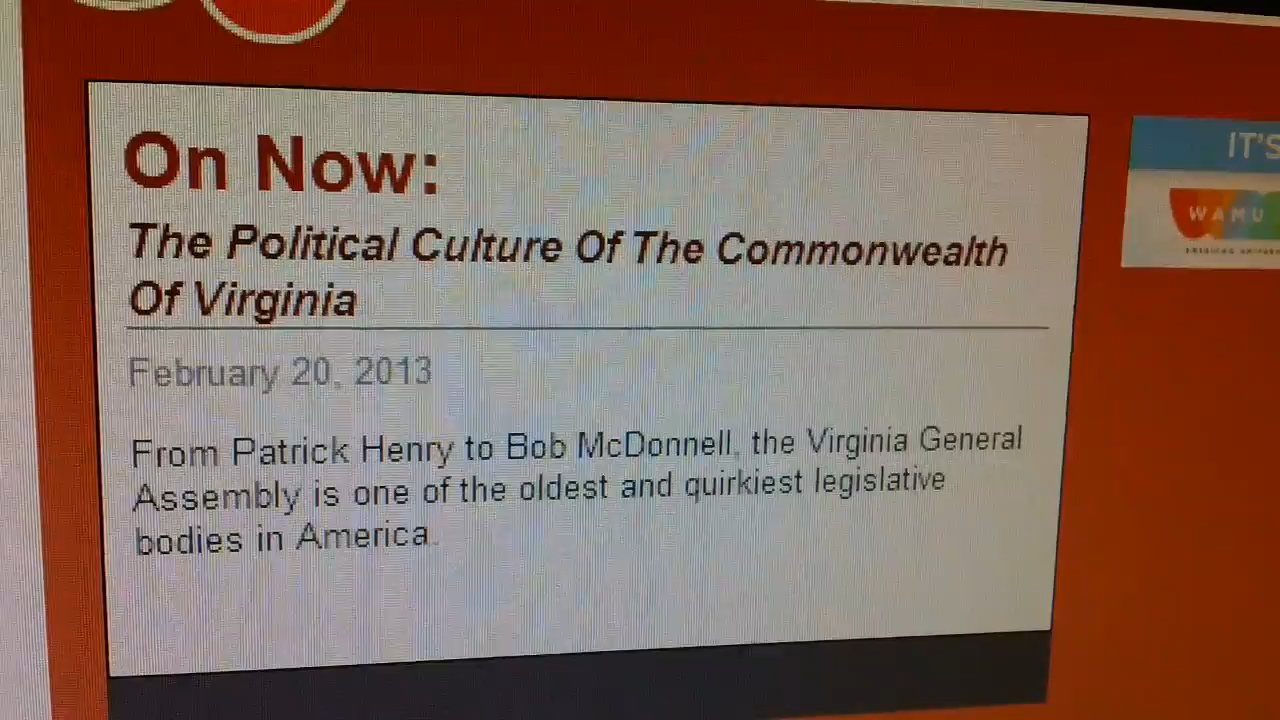 On Now:
The Political Culture Of The Commonwealth
Of Virginia
February 20, 2013
From Patrick Henry to Bob McDonnell, the Virginia General
Assembly is one of the oldest and quirkiest legislative
bodies in America.
IT'S
WAMU